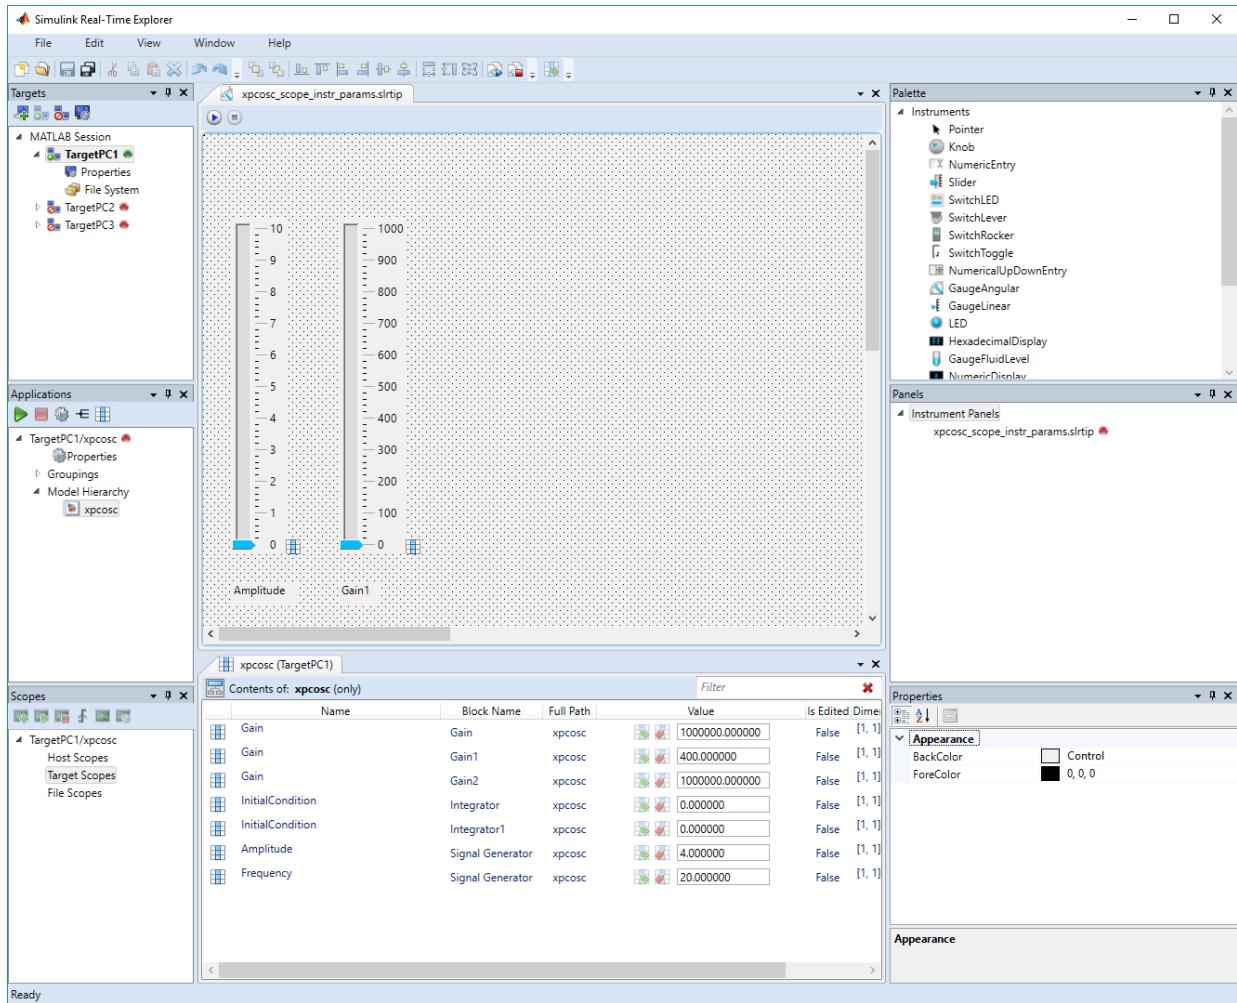 Simulink Real-Time Explorer
File Edit View Window Help
Targets
MATLAB Session
TargetPC1
Properties
File System
TargetPC2
TargetPC3
Applications
TargetPC1/xpcosc
Properties
Groupings
Model Hierarchy
xpcosc
Scopes
TargetPC1/xpcosc
Host Scopes
Target Scopes
File Scopes
xpcosc_scope_instr_params.slrtip
10 1000
9 900
8 800
7 700
6 600
5 500
4 400
3 300
2 200
1 100
0 0
Amplitude Gain1
xpcosc (TargetPC1)
Contents of: xpcosc (only) Filter
Name Block Name Full Path Value Is Edited Dime
Gain Gain xpcosc 1000000.000000 False [1, 1]
Gain Gain1 xpcosc 400.000000 False [1, 1]
Gain Gain2 xpcosc 1000000.000000 False [1, 1]
InitialCondition Integrator xpcosc 0.000000 False [1, 1]
InitialCondition Integrator1 xpcosc 0.000000 False [1, 1]
Amplitude Signal Generator xpcosc 4.000000 False [1, 1]
Frequency Signal Generator xpcosc 20.000000 False [1, 1]
Palette
Instruments
Pointer
Knob
NumericEntry
Slider
SwitchLED
SwitchLever
SwitchRocker
SwitchToggle
NumericalUpDownEntry
GaugeAngular
GaugeLinear
LED
HexadecimalDisplay
GaugeFluidLevel
NumericDisplay
Panels
Instrument Panels
xpcosc_scope_instr_params.slrtip
Properties
Appearance
BackColor Control
ForeColor 0, 0, 0
Appearance
Ready